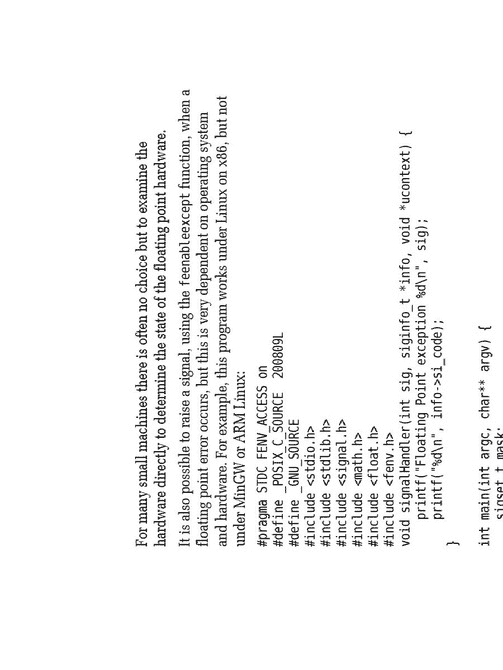 For many small machines there is often no choice but to examine the
hardware directly to determine the state of the floating point hardware.
It is also possible to raise a signal, using the feenableexcept function, when a
floating point error occurs, but this is very dependent on operating system
and hardware. For example, this program works under Linux on x86, but not
under MinGW or ARM Linux:
#pragma STDC FENV_ACCESS on
#define _POSIX_C_SOURCE  200809L
#define _GNU_SOURCE
#include <stdio.h>
#include <stdlib.h>
#include <signal.h>
#include <math.h>
#include <float.h>
#include <fenv.h>
void signalHandler(int sig, siginfo_t *info, void *ucontext) {
    printf("Floating Point exception %d\n", sig);
    printf("%d\n", info->si_code);
}
int main(int argc, char** argv) {
    sigset_t mask;